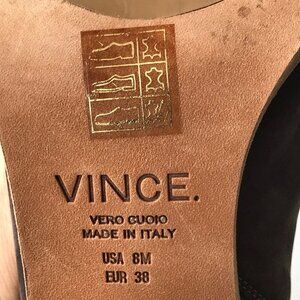 VINCE.
VERO CUOIO
MADE IN ITALY
USA 8M
EUR 38